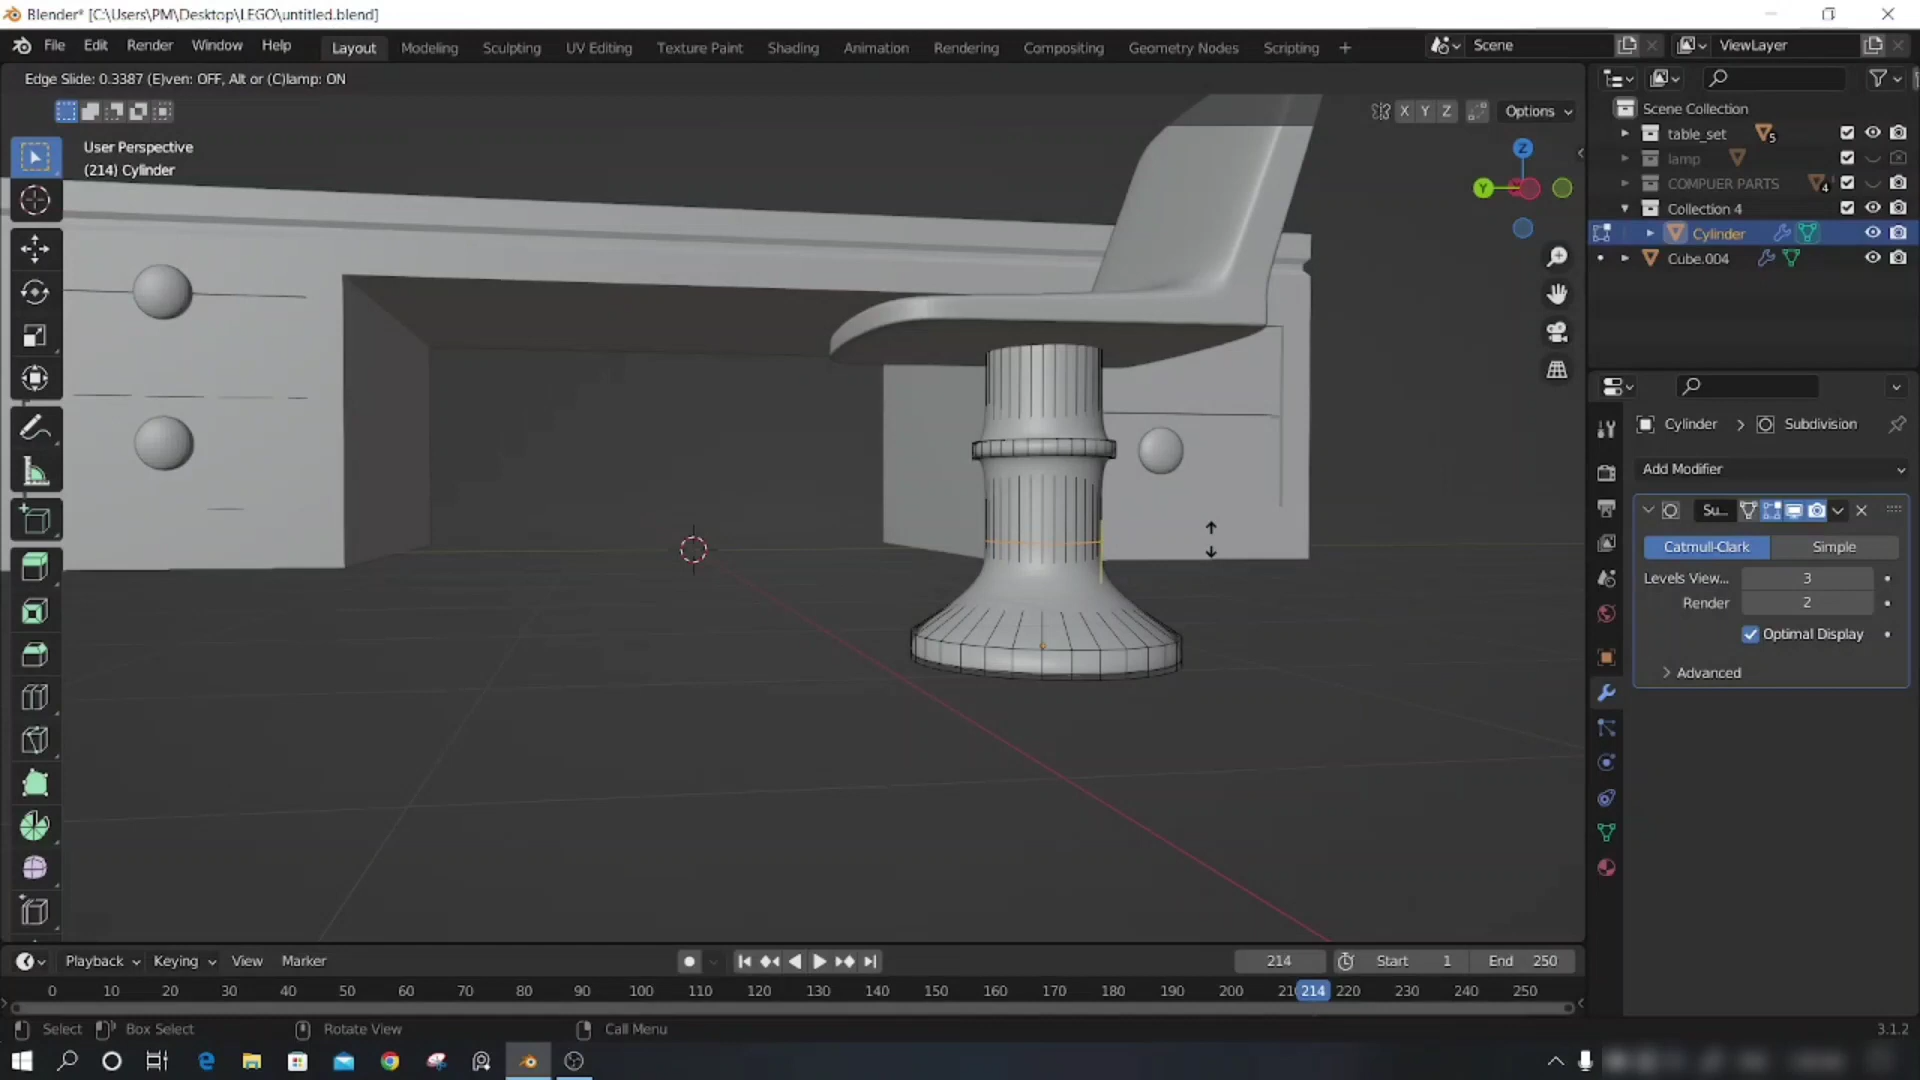 Blender* [C:\Users\PM\Desktop\LEGO\untitled.blend]
File Edit Render Window Help Layout Modeling Sculpting UV Editing Texture Paint Shading Animation Rendering Compositing Geometry Nodes Scripting + Scene ViewLayer
Edge Slide: 0.3387 (E)ven: OFF, Alt or (C)lamp: ON
X Y Z Options
User Perspective
(214) Cylinder
Z
Y
Scene Collection
table_set 5
lamp
COMPUER PARTS 4
Collection 4
Cylinder
Cube.004
Cylinder > Subdivision
Add Modifier
Su...
Catmull-Clark Simple
Levels View... 3
Render 2
Optimal Display
Advanced
Playback Keying View Marker 214 Start 1 End 250
0 10 20 30 40 50 60 70 80 90 100 110 120 130 140 150 160 170 180 190 200 21 214 220 230 240 250
Select Box Select Rotate View Call Menu 3.1.2